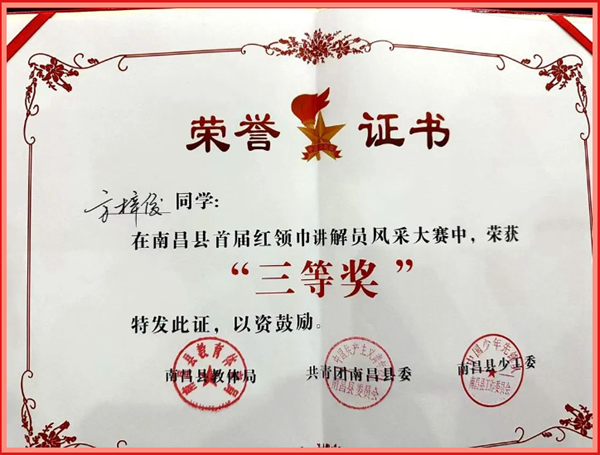 荣誉证书
方梓俊 同学:
在南昌县首届红领巾讲解员风采大赛中,荣获
“三等奖”
特发此证,以资鼓励。
南昌县教体局 共青团南昌县委 南昌县少工委